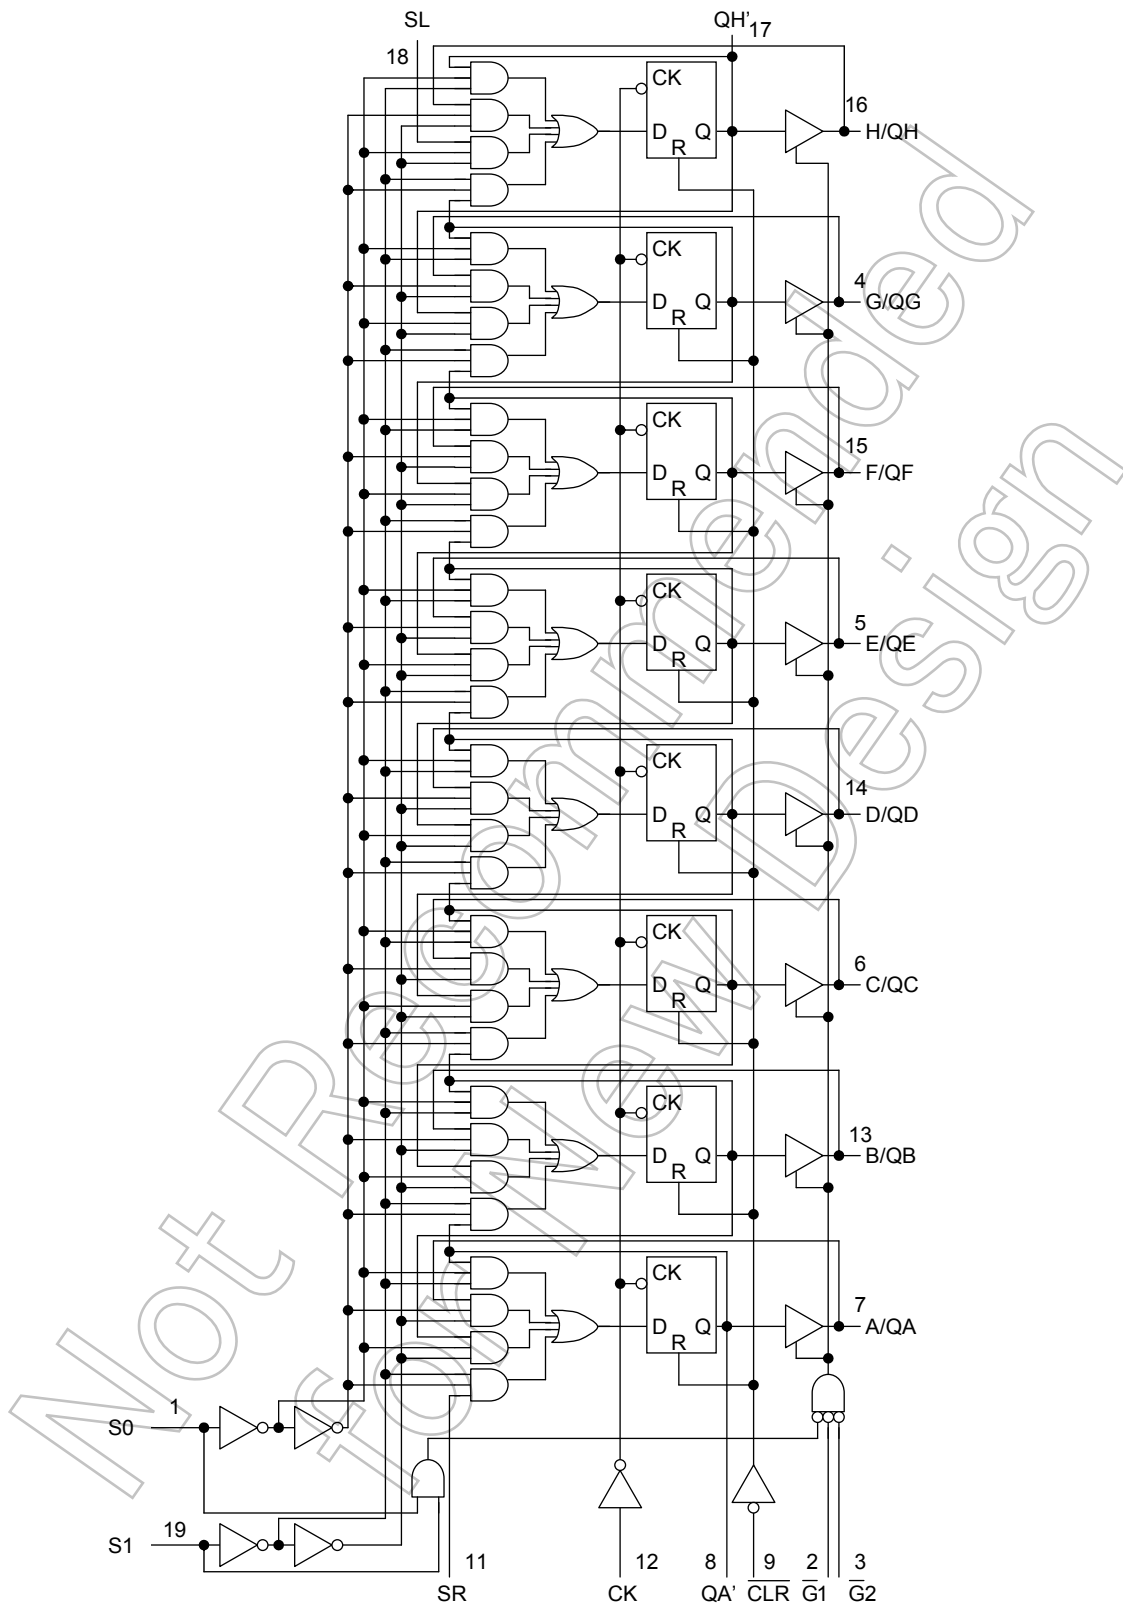 SL
QH'
17
18
CK
D
Q
R
16
H/QH
CK
D
Q
R
4
G/QG
CK
D
Q
R
15
F/QF
CK
D
Q
R
5
E/QE
CK
D
Q
R
14
D/QD
CK
D
Q
R
6
C/QC
CK
D
Q
R
13
B/QB
CK
D
Q
R
7
A/QA
1
S0
19
S1
11
12
8
9
2
3
SR
CK
QA'
CLR
G1
G2
Not Recommended
for New Design